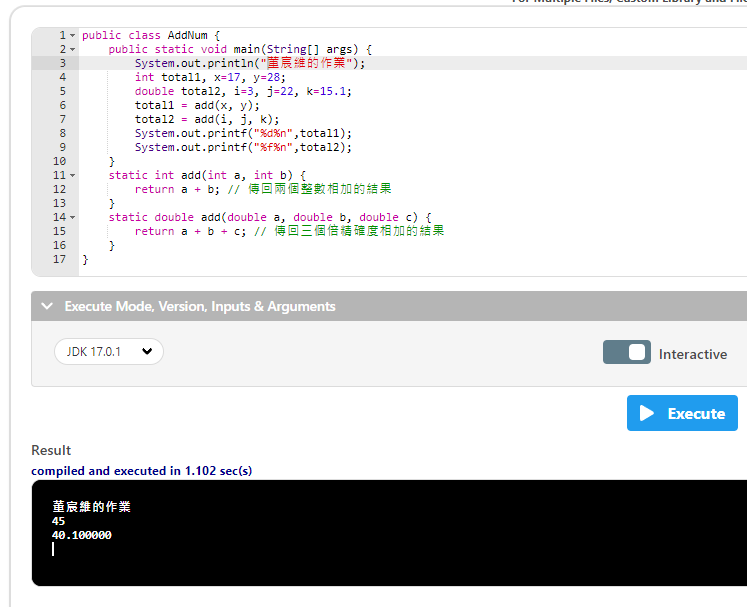 For Multiple Files, Custom Library and File
1 public class AddNum {
2 public static void main(String[] args) {
3 System.out.println("董宸維的作業");
4 int total1, x=17, y=28;
5 double total2, i=3, j=22, k=15.1;
6 total1 = add(x, y);
7 total2 = add(i, j, k);
8 System.out.printf("%d%n",total1);
9 System.out.printf("%f%n",total2);
10 }
11 static int add(int a, int b) {
12 return a + b; // 傳回兩個整數相加的結果
13 }
14 static double add(double a, double b, double c) {
15 return a + b + c; // 傳回三個倍精確度相加的結果
16 }
17 }
Execute Mode, Version, Inputs & Arguments
JDK 17.0.1
Interactive
Execute
Result
compiled and executed in 1.102 sec(s)
董宸維的作業
45
40.100000